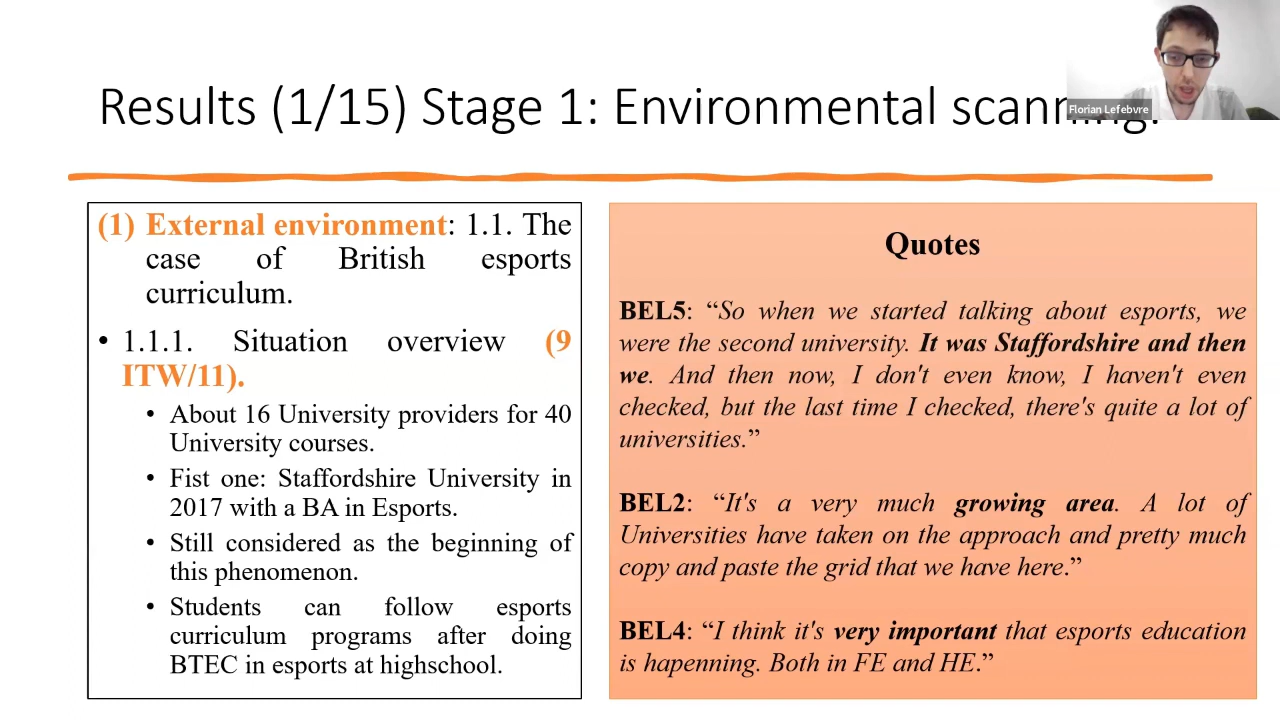 Results (1/15) Stage 1: Environmental scanning.
Florian Lefebvre
(1) External environment: 1.1. The
case of British esports
curriculum.
• 1.1.1. Situation overview (9
ITW/11).
• About 16 University providers for 40
University courses.
• Fist one: Staffordshire University in
2017 with a BA in Esports.
• Still considered as the beginning of
this phenomenon.
• Students can follow esports
curriculum programs after doing
BTEC in esports at highschool.
Quotes
BEL5: “So when we started talking about esports, we
were the second university. It was Staffordshire and then
we. And then now, I don't even know, I haven't even
checked, but the last time I checked, there's quite a lot of
universities.”
BEL2: “It's a very much growing area. A lot of
Universities have taken on the approach and pretty much
copy and paste the grid that we have here.”
BEL4: “I think it's very important that esports education
is hapenning. Both in FE and HE.”